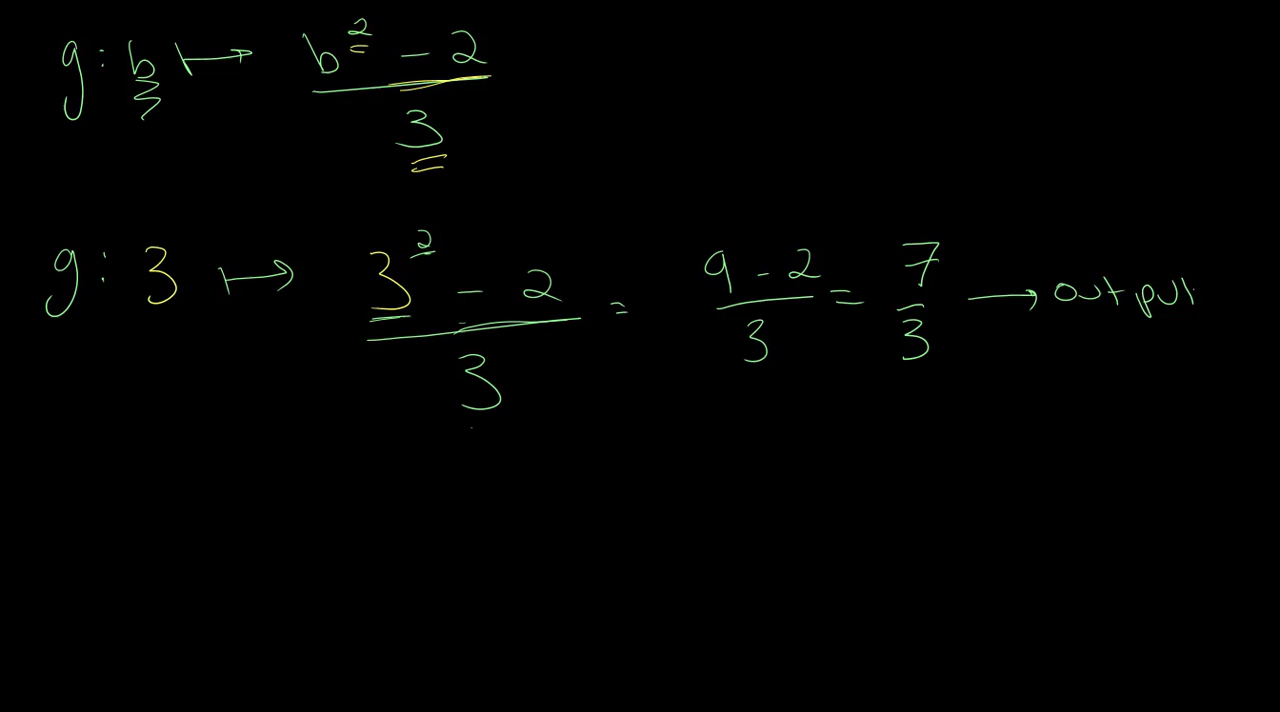 g: b ↦ (b² - 2)/3
g: 3 ↦ (3² - 2)/3 = (9 - 2)/3 = 7/3 → output